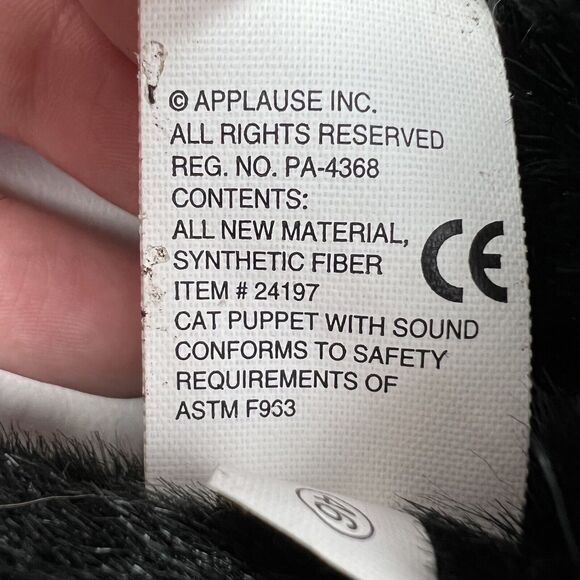 © APPLAUSE INC.
ALL RIGHTS RESERVED
REG. NO. PA-4368
CONTENTS:
ALL NEW MATERIAL,
SYNTHETIC FIBER
ITEM # 24197
CAT PUPPET WITH SOUND
CONFORMS TO SAFETY
REQUIREMENTS OF
ASTM F963
CE